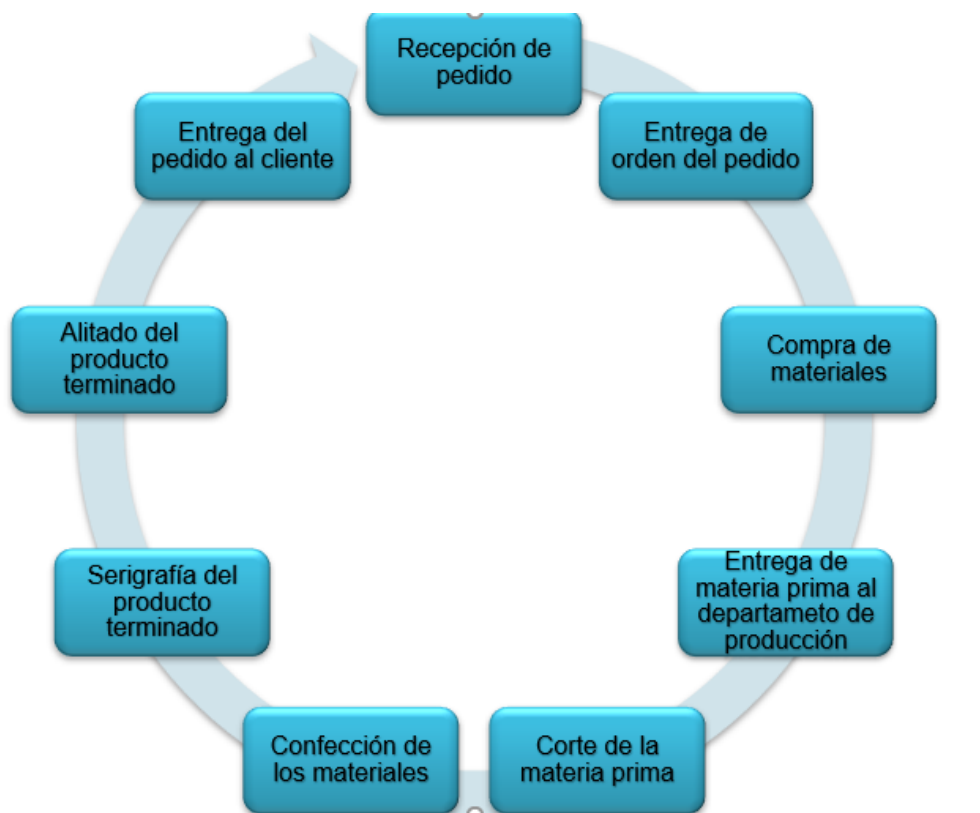 Recepción de
pedido
Entrega de
orden del pedido
Compra de
materiales
Entrega de
materia prima al
departameto de
producción
Corte de la
materia prima
Confección de
los materiales
Serigrafía del
producto
terminado
Alitado del
producto
terminado
Entrega del
pedido al cliente